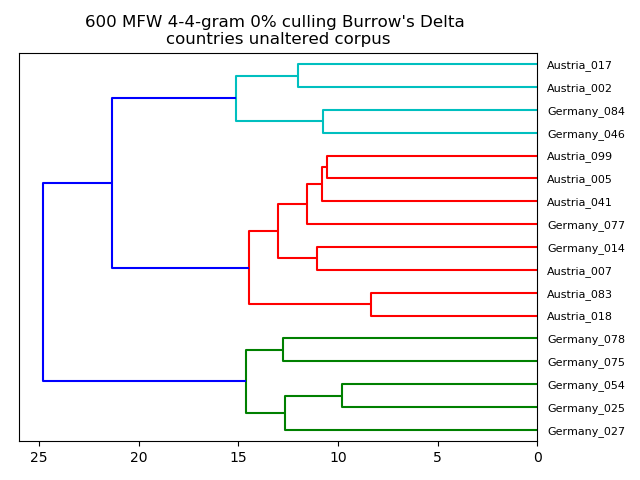 600 MFW 4-4-gram 0% culling Burrow's Delta
countries unaltered corpus
Austria_017
Austria_002
Germany_084
Germany_046
Austria_099
Austria_005
Austria_041
Germany_077
Germany_014
Austria_007
Austria_083
Austria_018
Germany_078
Germany_075
Germany_054
Germany_025
Germany_027
25 20 15 10 5 0